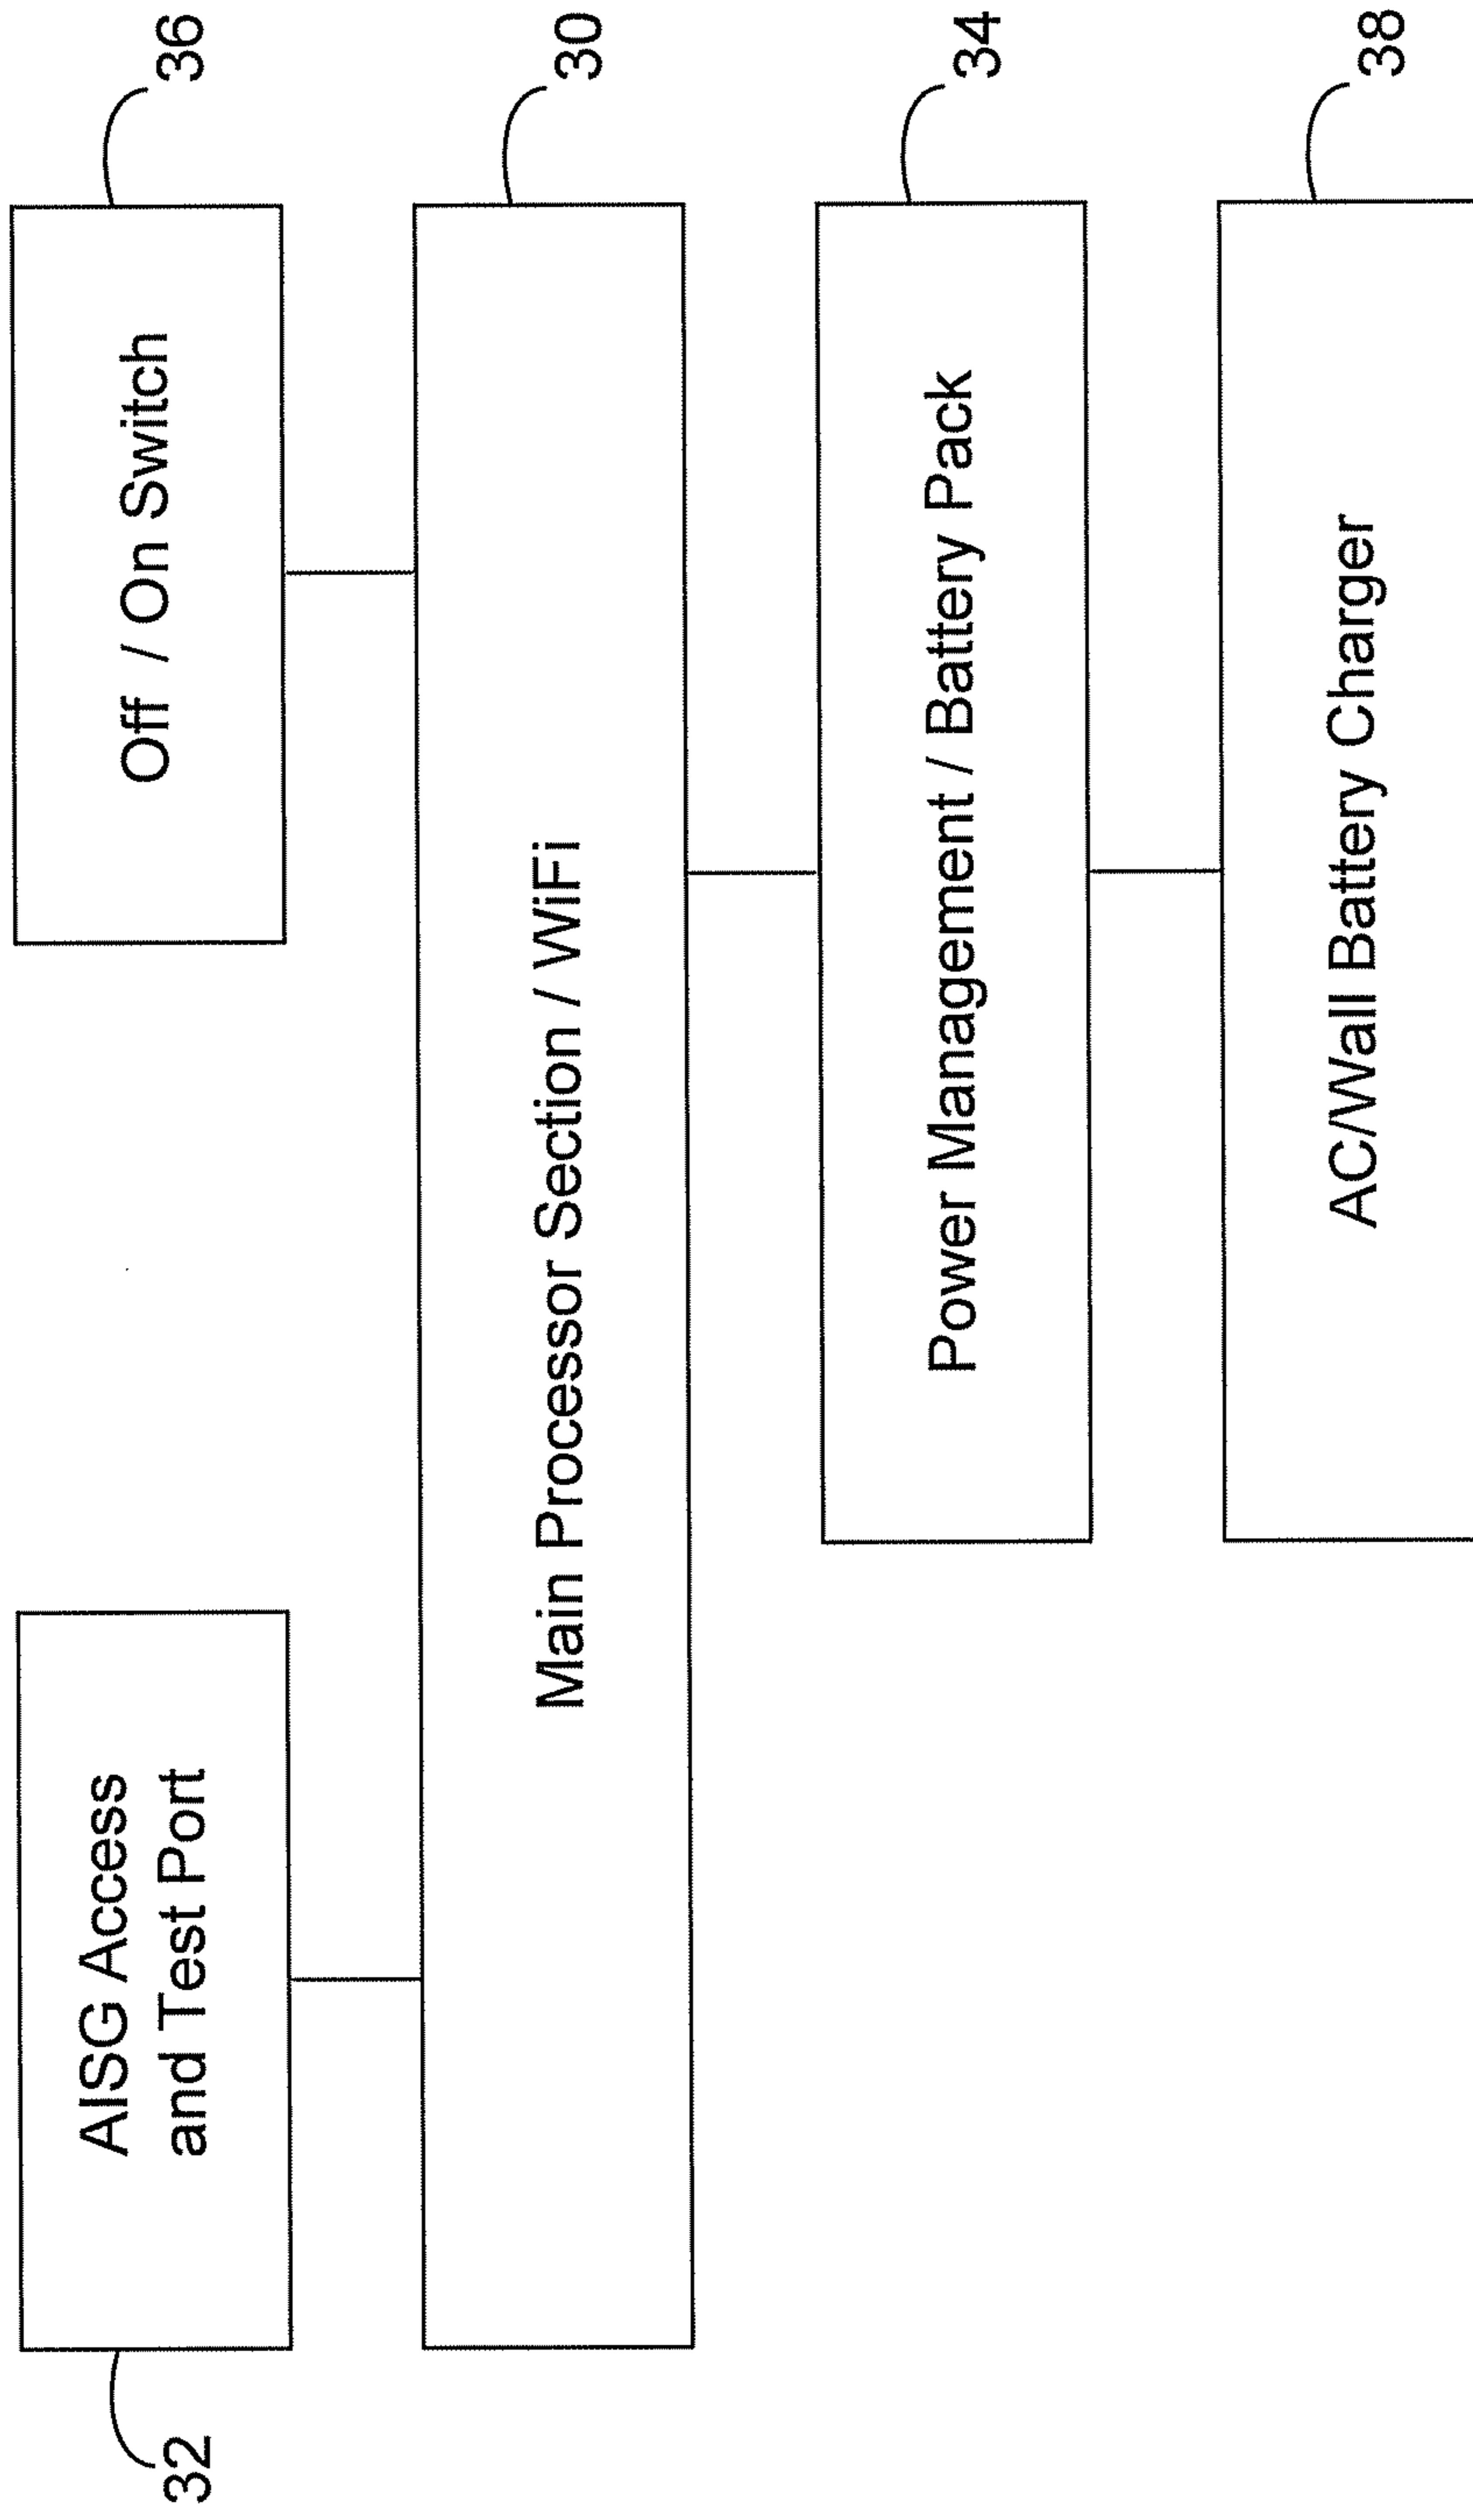 AISG Access
and Test Port
32
Off / On Switch
36
Main Processor Section / WiFi
30
Power Management / Battery Pack
34
AC/Wall Battery Charger
38